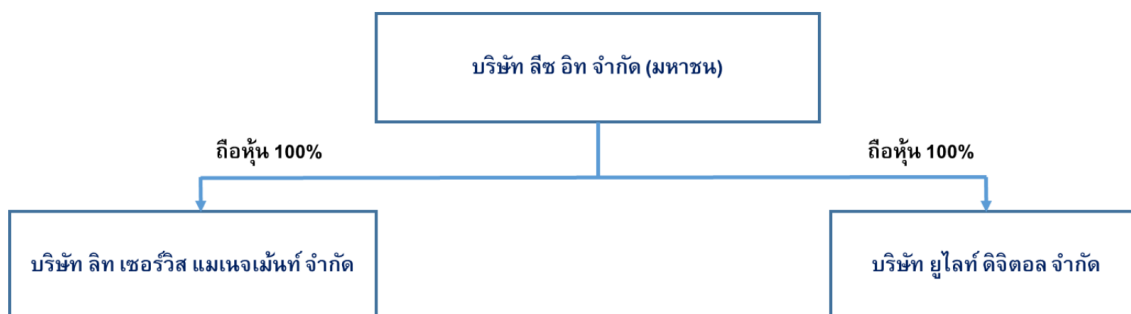 บริษัท ลีซ อิท จำกัด (มหาชน)
ถือหุ้น 100%
ถือหุ้น 100%
บริษัท ลิท เซอร์วิส แมเนจเม้นท์ จำกัด
บริษัท ยูไลท์ ดิจิตอล จำกัด